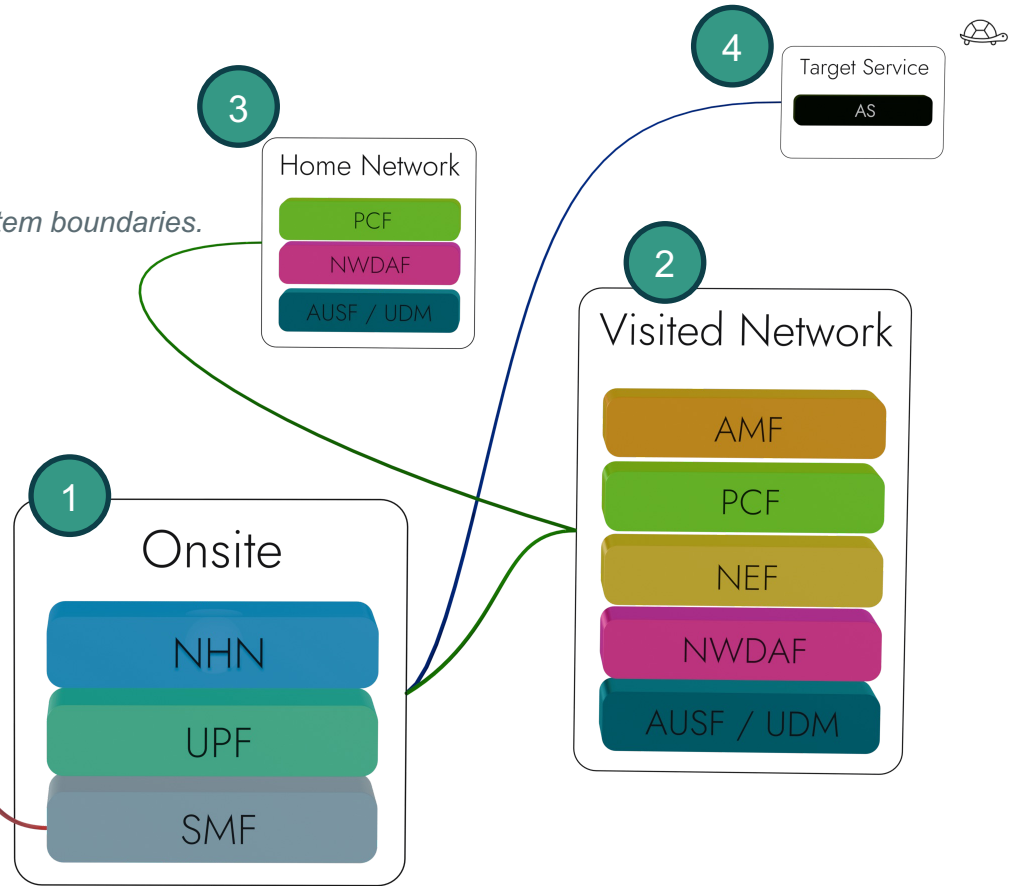 4
Target Service
AS
3
Home Network
PCF
NWDAF
AUSF / UDM
boundaries.
2
Visited Network
AMF
PCF
NEF
NWDAF
AUSF / UDM
1
Onsite
NHN
UPF
SMF